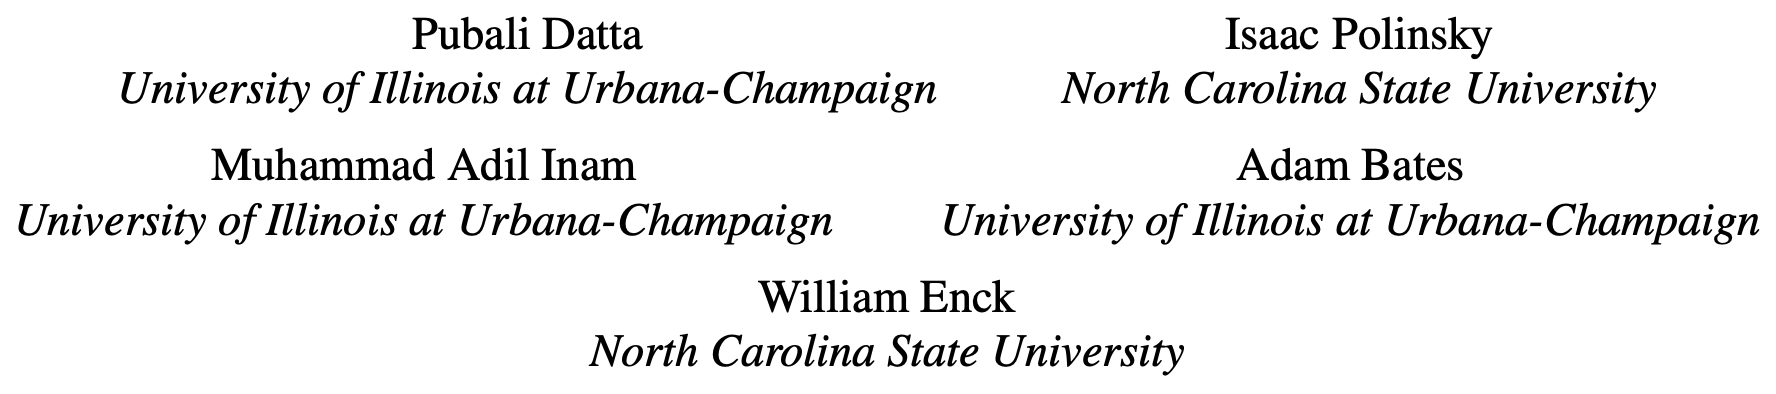 Pubali Datta
University of Illinois at Urbana-Champaign
Isaac Polinsky
North Carolina State University
Muhammad Adil Inam
University of Illinois at Urbana-Champaign
Adam Bates
University of Illinois at Urbana-Champaign
William Enck
North Carolina State University